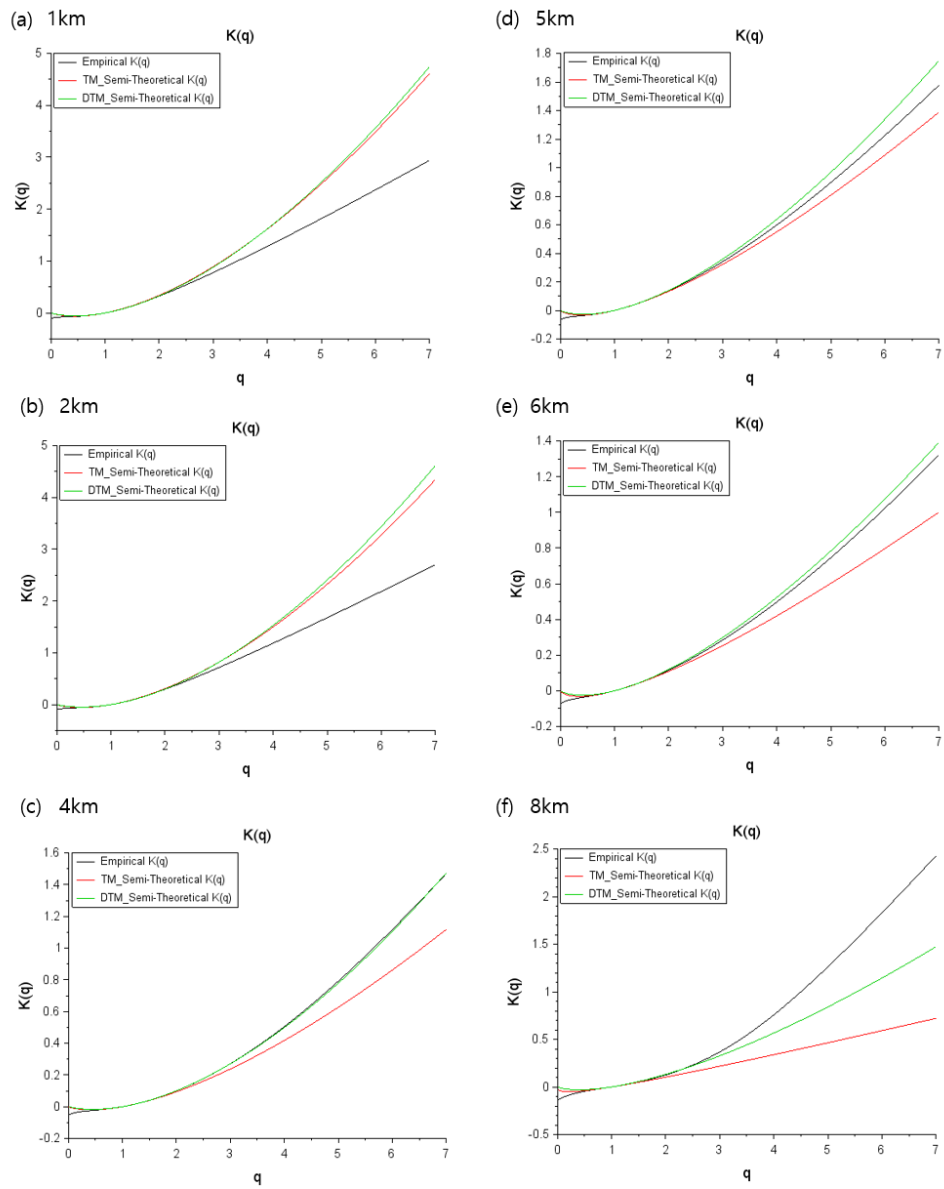 (a) 1km
K(q)
Empirical K(q)
TM_Semi-Theoretical K(q)
DTM_Semi-Theoretical K(q)
5
4
3
2
1
0
K(q)
0 1 2 3 4 5 6 7
q
(b) 2km
K(q)
Empirical K(q)
TM_Semi-Theoretical K(q)
DTM_Semi-Theoretical K(q)
5
4
3
2
1
0
K(q)
0 1 2 3 4 5 6 7
q
(c) 4km
K(q)
Empirical K(q)
TM_Semi-Theoretical K(q)
DTM_Semi-Theoretical K(q)
1.6
1.4
1.2
1
0.8
0.6
0.4
0.2
0
-0.2
K(q)
0 1 2 3 4 5 6 7
q
(d) 5km
K(q)
Empirical K(q)
TM_Semi-Theoretical K(q)
DTM_Semi-Theoretical K(q)
1.8
1.6
1.4
1.2
1
0.8
0.6
0.4
0.2
0
-0.2
K(q)
0 1 2 3 4 5 6 7
q
(e) 6km
K(q)
Empirical K(q)
TM_Semi-Theoretical K(q)
DTM_Semi-Theoretical K(q)
1.4
1.2
1
0.8
0.6
0.4
0.2
0
-0.2
K(q)
0 1 2 3 4 5 6 7
q
(f) 8km
K(q)
Empirical K(q)
TM_Semi-Theoretical K(q)
DTM_Semi-Theoretical K(q)
2.5
2
1.5
1
0.5
0
-0.5
K(q)
0 1 2 3 4 5 6 7
q